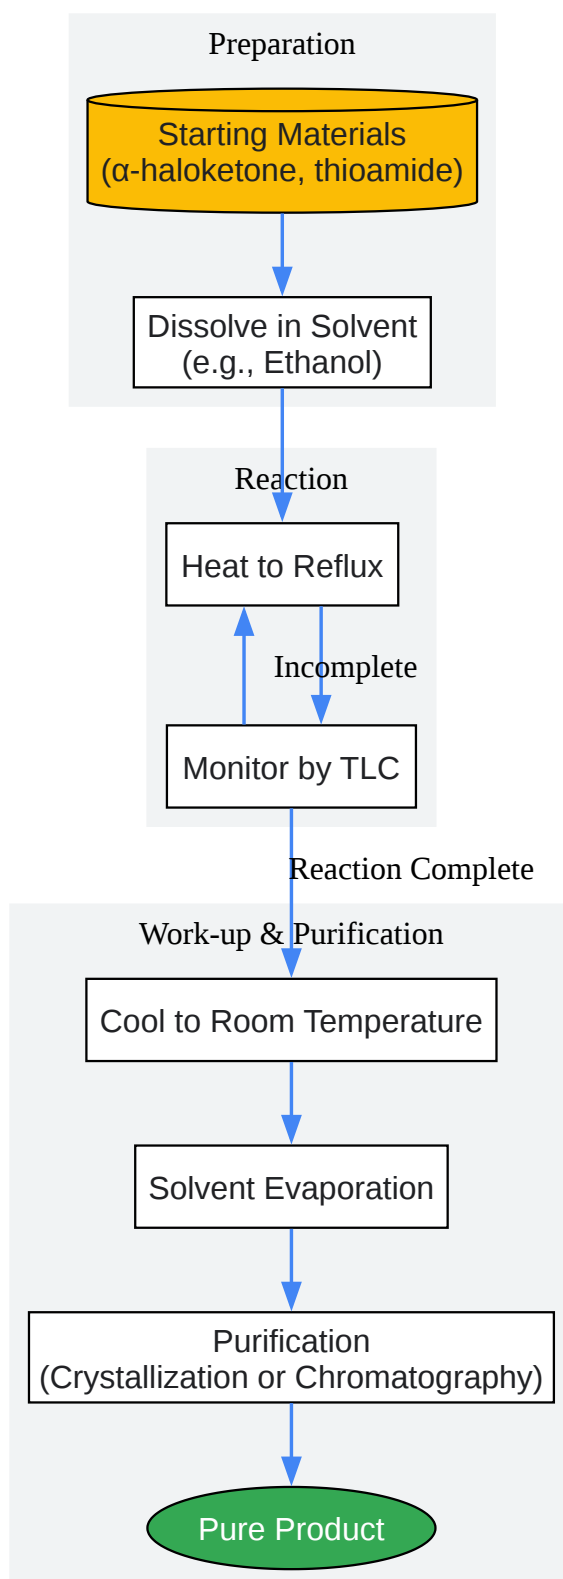 Preparation
Starting Materials
(α-haloketone, thioamide)
Dissolve in Solvent
(e.g., Ethanol)
Reaction
Heat to Reflux
Incomplete
Monitor by TLC
Reaction Complete
Work-up & Purification
Cool to Room Temperature
Solvent Evaporation
Purification
(Crystallization or Chromatography)
Pure Product